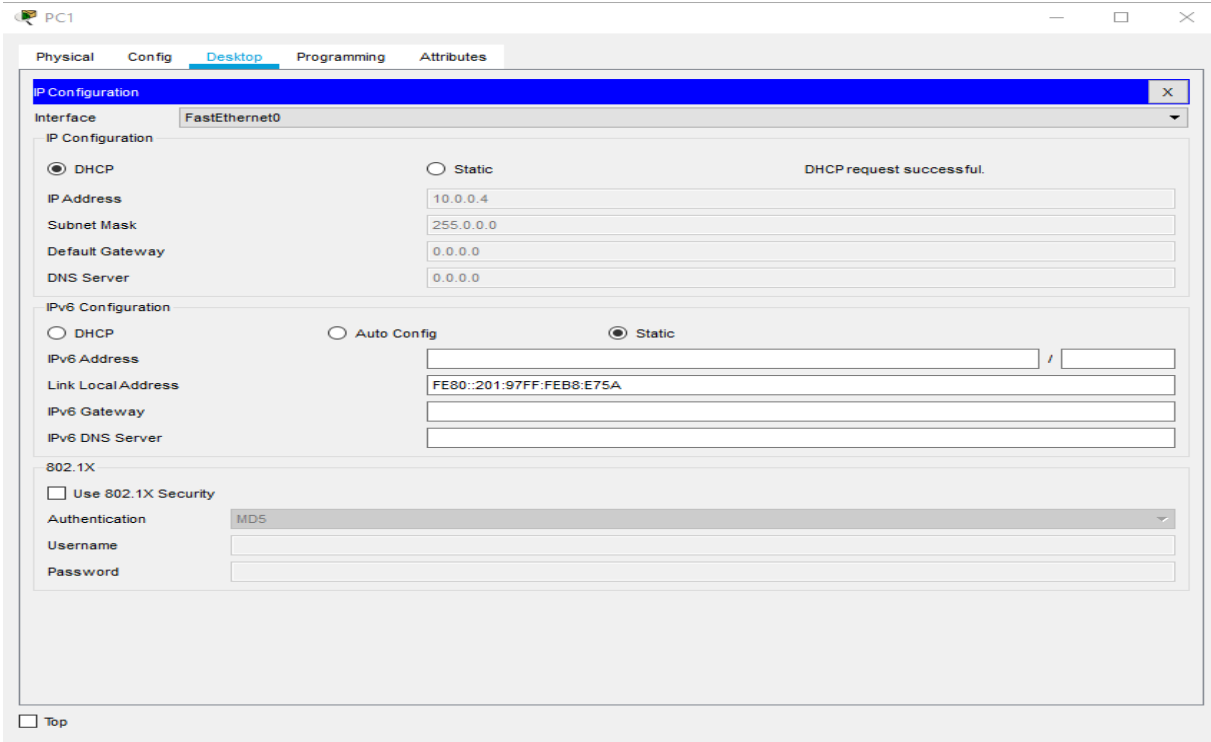 PC1
Physical Config Desktop Programming Attributes
IP Configuration X
Interface FastEthernet0
IP Configuration
DHCP Static DHCP request successful.
IP Address 10.0.0.4
Subnet Mask 255.0.0.0
Default Gateway 0.0.0.0
DNS Server 0.0.0.0
IPv6 Configuration
DHCP Auto Config Static
IPv6 Address /
Link Local Address FE80::201:97FF:FEB8:E75A
IPv6 Gateway
IPv6 DNS Server
802.1X
Use 802.1X Security
Authentication MD5
Username
Password
Top